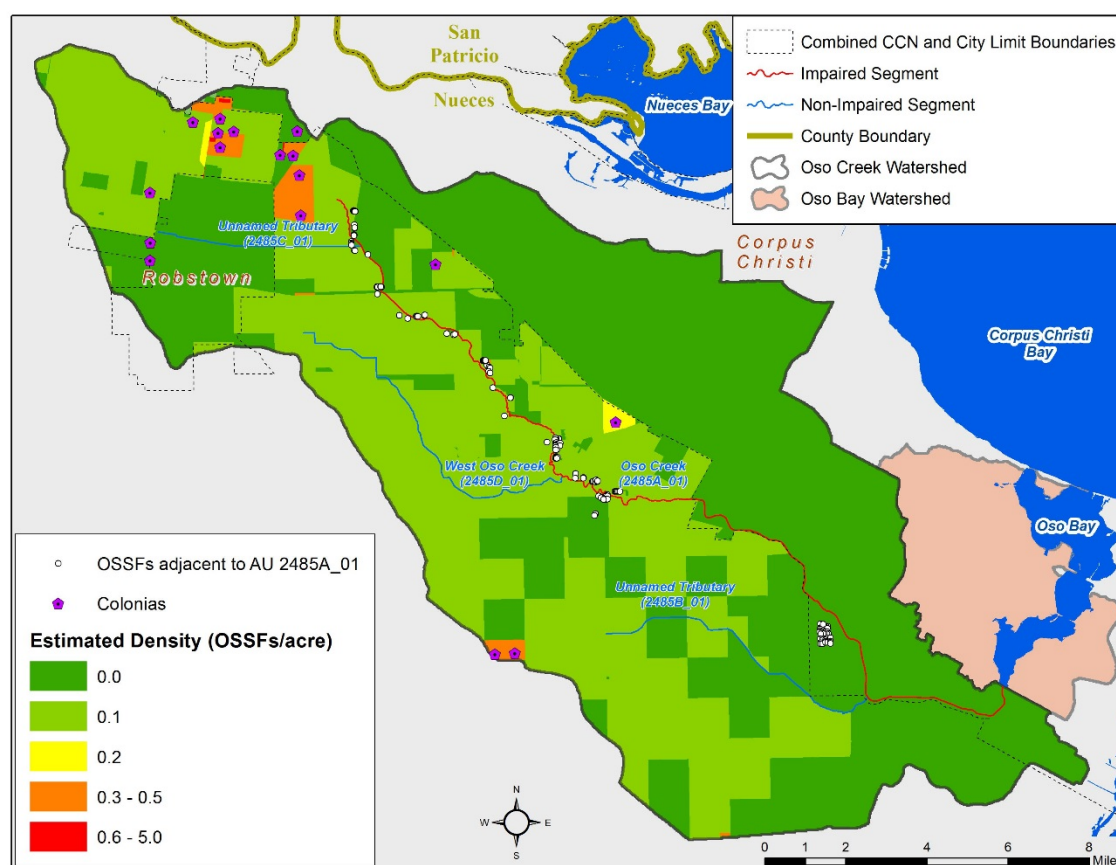 San
Patricio
Nueces
Nueces Bay
Combined CCN and City Limit Boundaries
Impaired Segment
Non-Impaired Segment
County Boundary
Oso Creek Watershed
Oso Bay Watershed
Unnamed Tributary
(2485C_01)
Robstown
Corpus
Christi
Corpus Christi
Bay
West Oso Creek
(2485D_01)
Oso Creek
(2485A_01)
Oso Bay
Unnamed Tributary
(2485B_01)
OSSFs adjacent to AU 2485A_01
Colonias
Estimated Density (OSSFs/acre)
0.0
0.1
0.2
0.3 - 0.5
0.6 - 5.0
N
W E
S
0 1 2 4 6 8
Miles